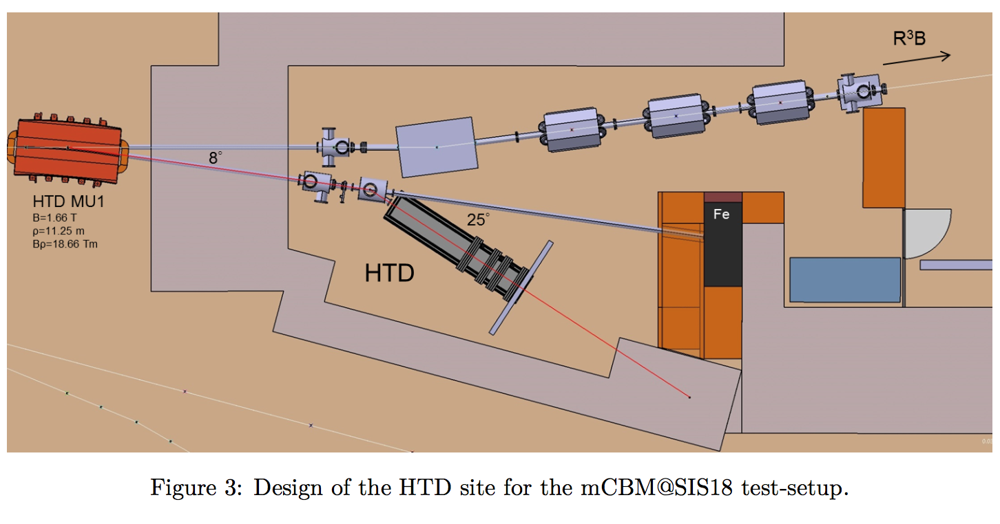 R³B
8°
HTD MU1
B=1.66 T
ρ=11.25 m
Bρ=18.66 Tm
Fe
25°
HTD
Figure 3: Design of the HTD site for the mCBM@SIS18 test-setup.